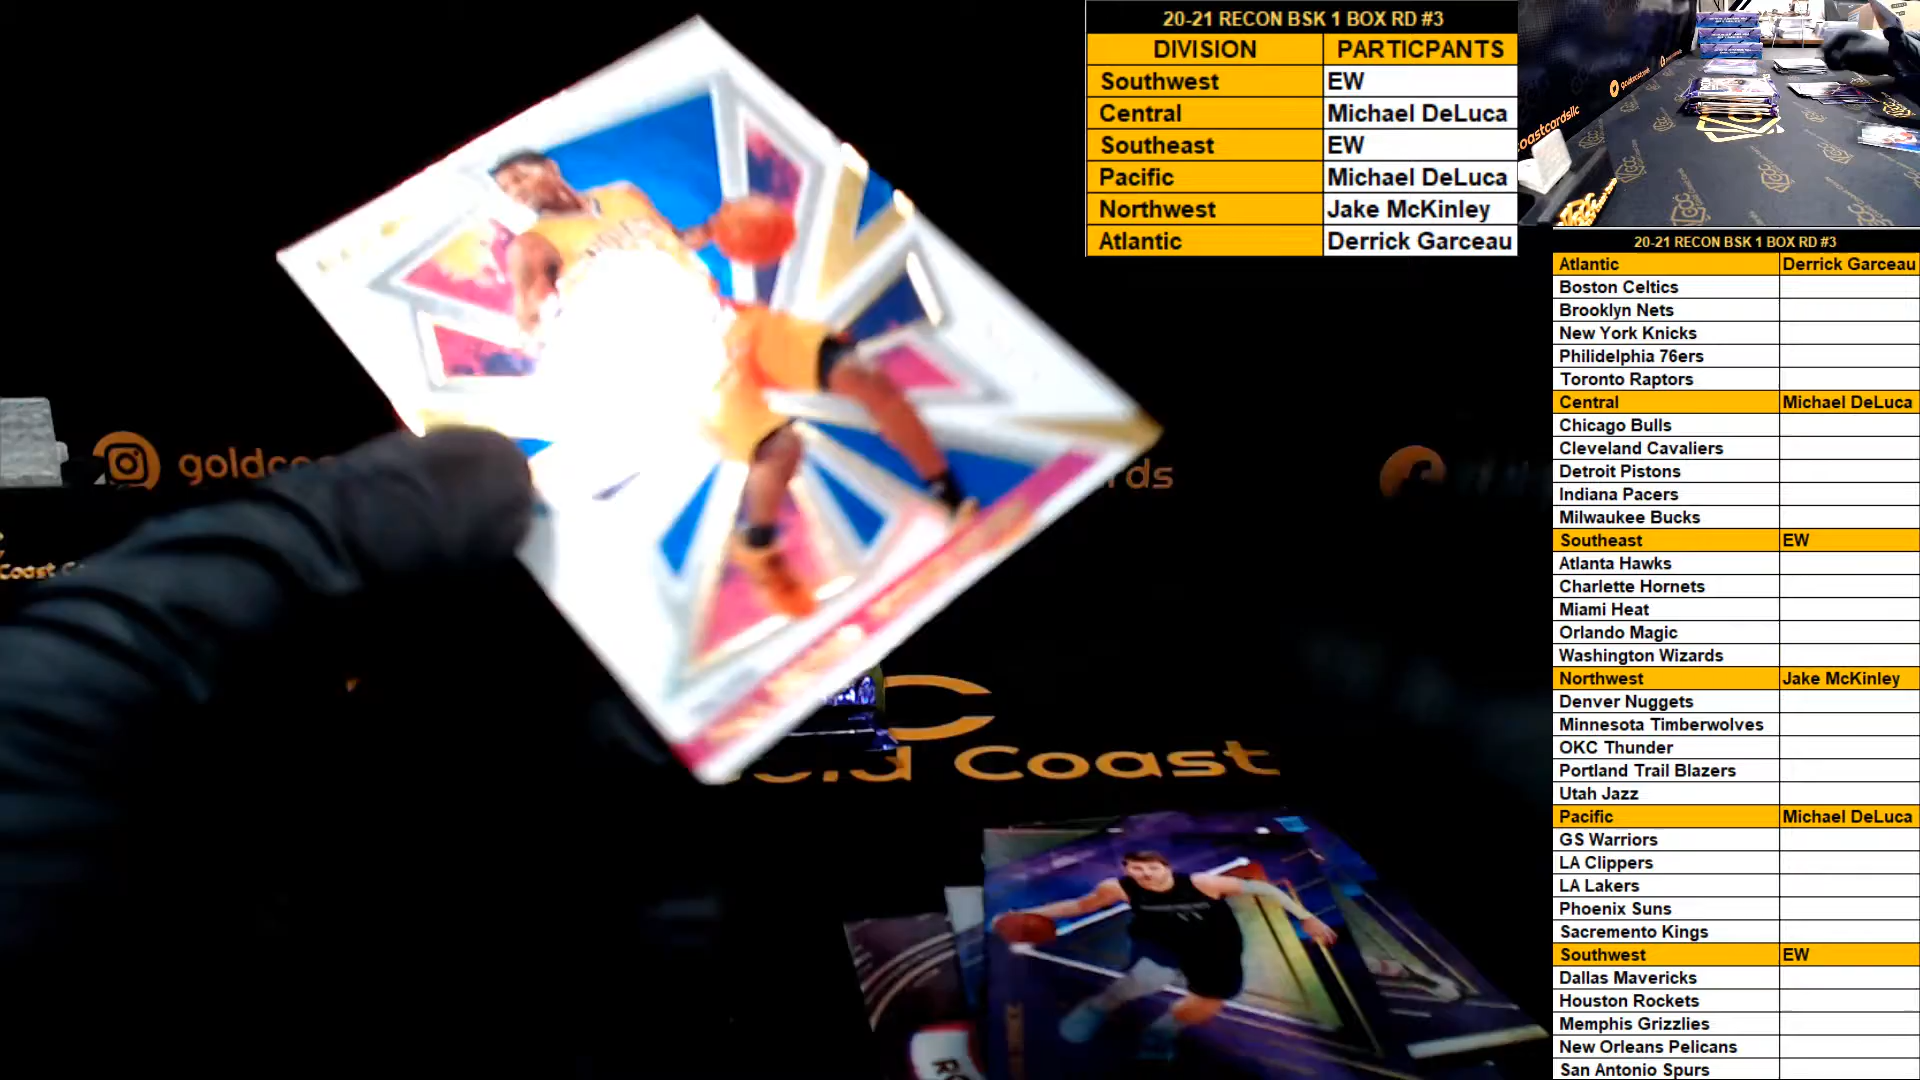 20-21 RECON BSK 1 BOX RD #3
DIVISION PARTICPANTS
Southwest EW
Central Michael DeLuca
Southeast EW
Pacific Michael DeLuca
Northwest Jake McKinley
Atlantic Derrick Garceau
20-21 RECON BSK 1 BOX RD #3
Atlantic Derrick Garceau
Boston Celtics
Brooklyn Nets
New York Knicks
Philidelphia 76ers
Toronto Raptors
Central Michael DeLuca
Chicago Bulls
Cleveland Cavaliers
Detroit Pistons
Indiana Pacers
Milwaukee Bucks
Southeast EW
Atlanta Hawks
Charlette Hornets
Miami Heat
Orlando Magic
Washington Wizards
Northwest Jake McKinley
Denver Nuggets
Minnesota Timberwolves
OKC Thunder
Portland Trail Blazers
Utah Jazz
Pacific Michael DeLuca
GS Warriors
LA Clippers
LA Lakers
Phoenix Suns
Sacremento Kings
Southwest EW
Dallas Mavericks
Houston Rockets
Memphis Grizzlies
New Orleans Pelicans
San Antonio Spurs
goldco
rds
Coast
Coast